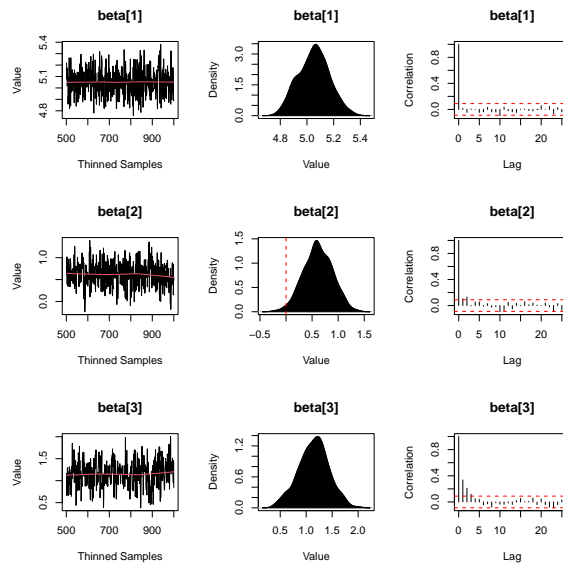 beta[1]
beta[1]
beta[1]
Value
4.8 5.1 5.4
500 700 900
Thinned Samples
Density
0.0 1.5 3.0
4.8 5.0 5.2 5.4
Value
Correlation
0.0 0.4 0.8
0 5 10 20
Lag
beta[2]
beta[2]
beta[2]
Value
0.0 1.0
500 700 900
Thinned Samples
Density
0.0 0.5 1.0 1.5
−0.5 0.5 1.0 1.5
Value
Correlation
0.0 0.4 0.8
0 5 10 20
Lag
beta[3]
beta[3]
beta[3]
Value
0.5 1.5
500 700 900
Thinned Samples
Density
0.0 0.6 1.2
0.5 1.0 1.5 2.0
Value
Correlation
0.0 0.4 0.8
0 5 10 20
Lag